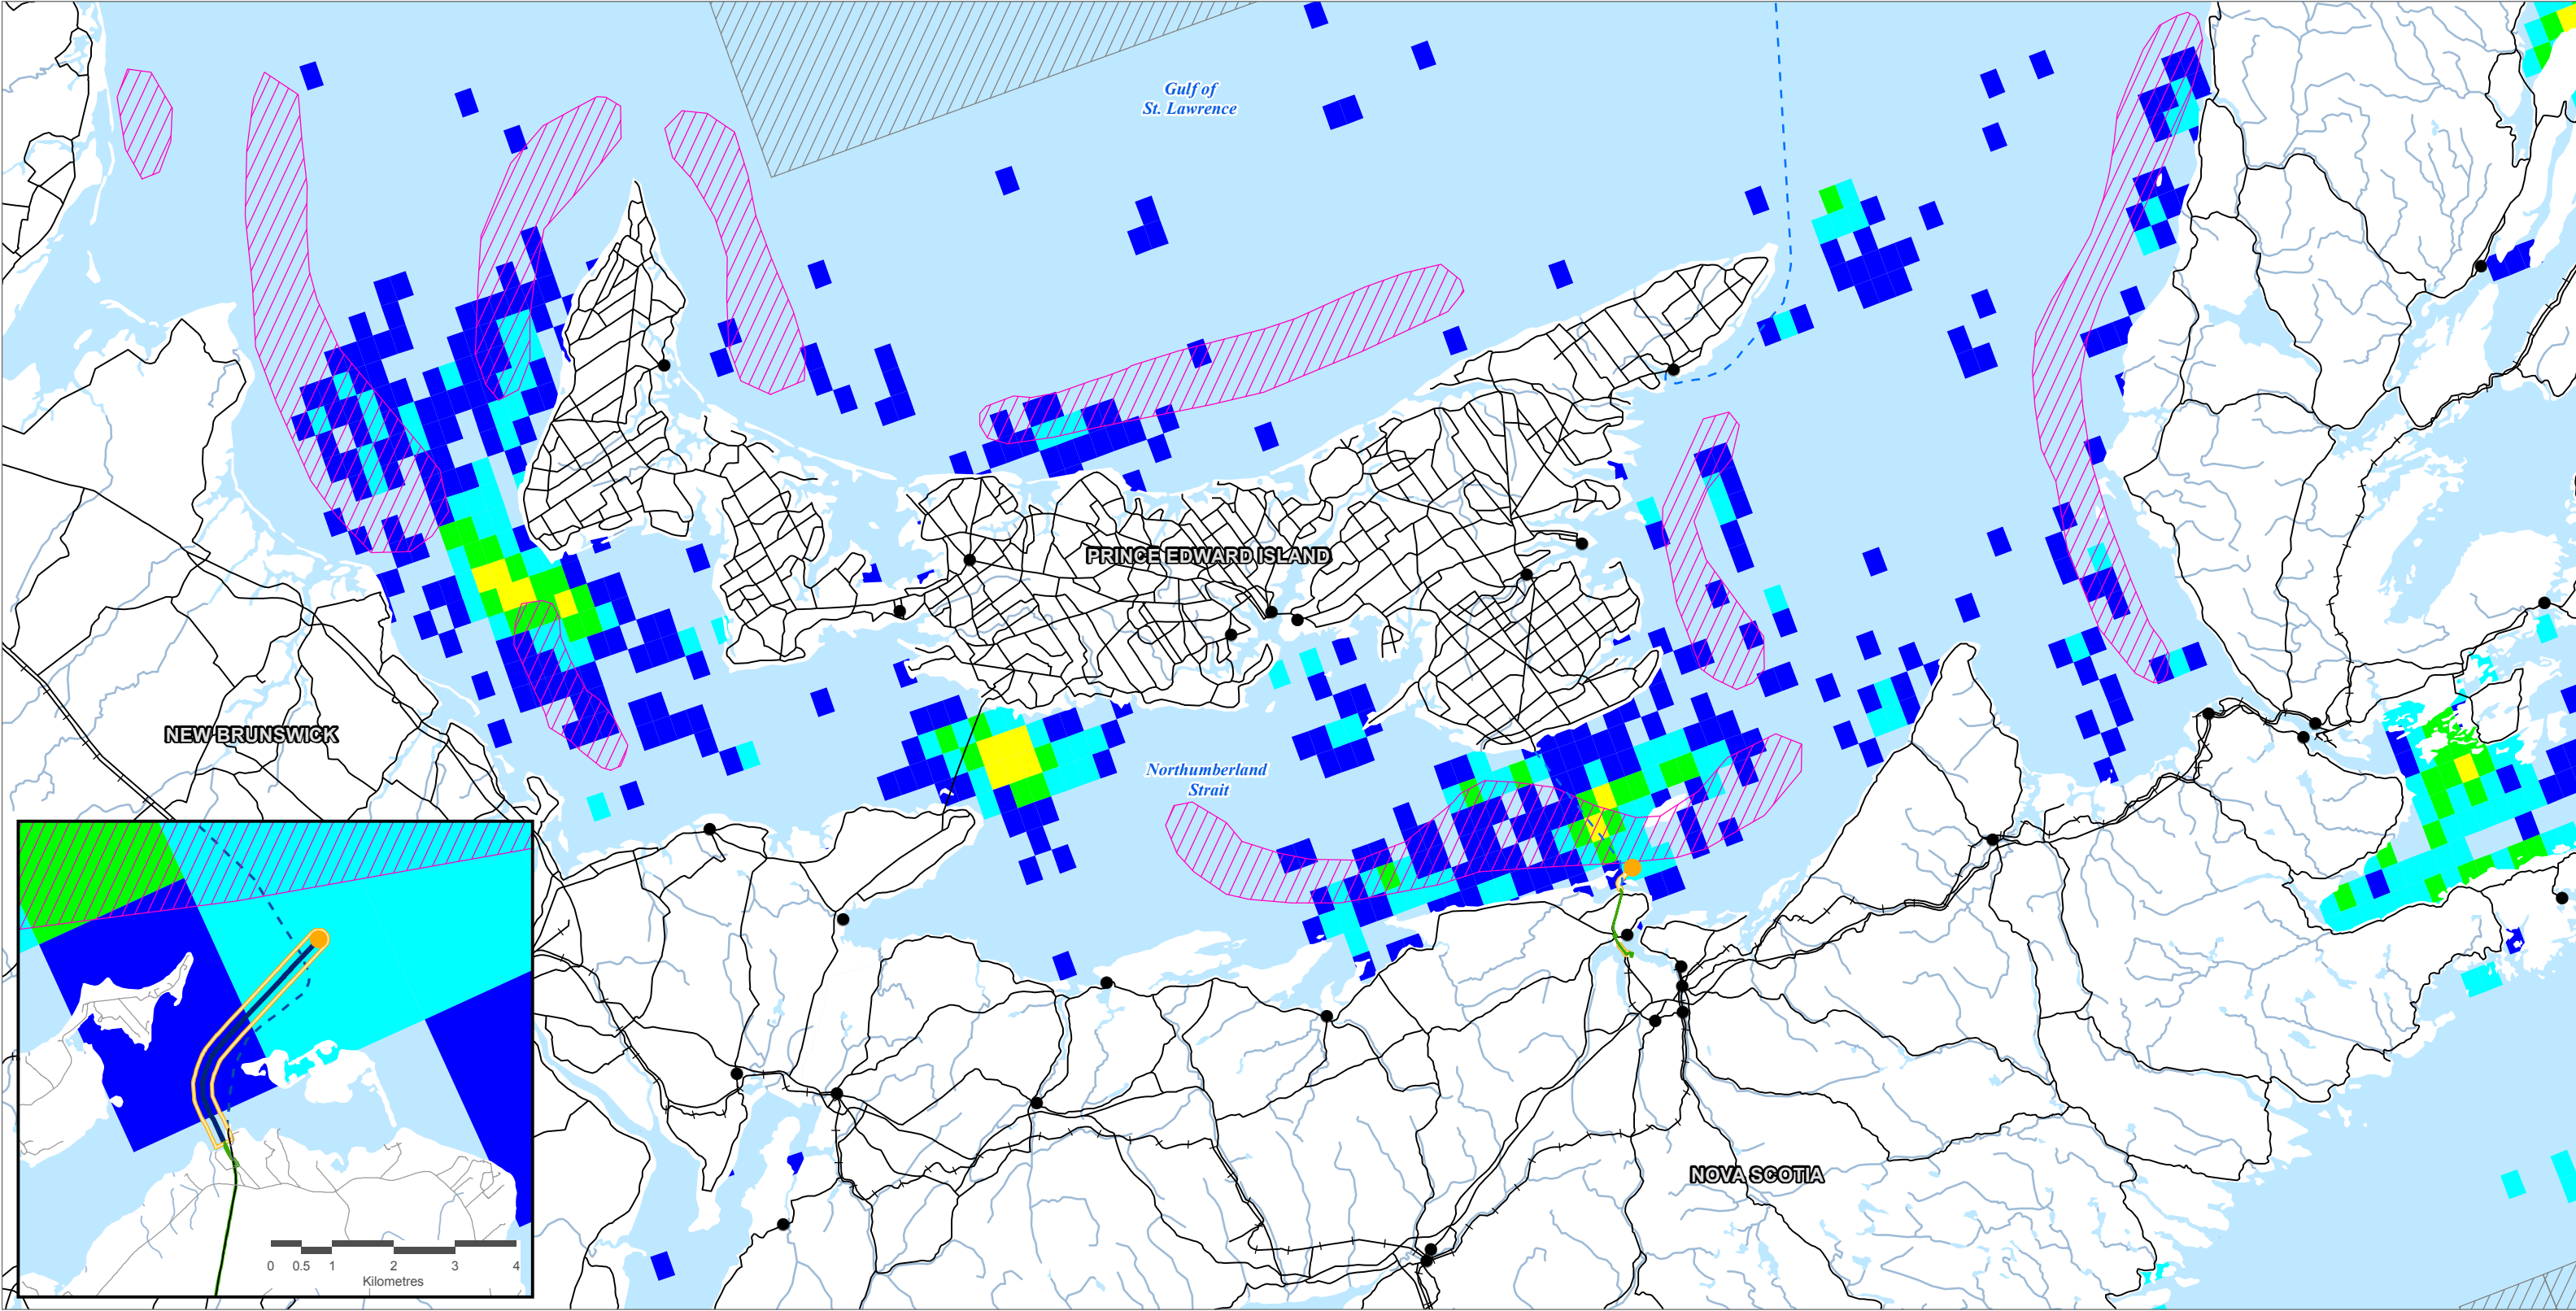 Gulf of
St. Lawrence
PRINCE EDWARD ISLAND
NEW BRUNSWICK
Northumberland
Strait
NOVA SCOTIA
0 0.5 1 2 3 4
Kilometres